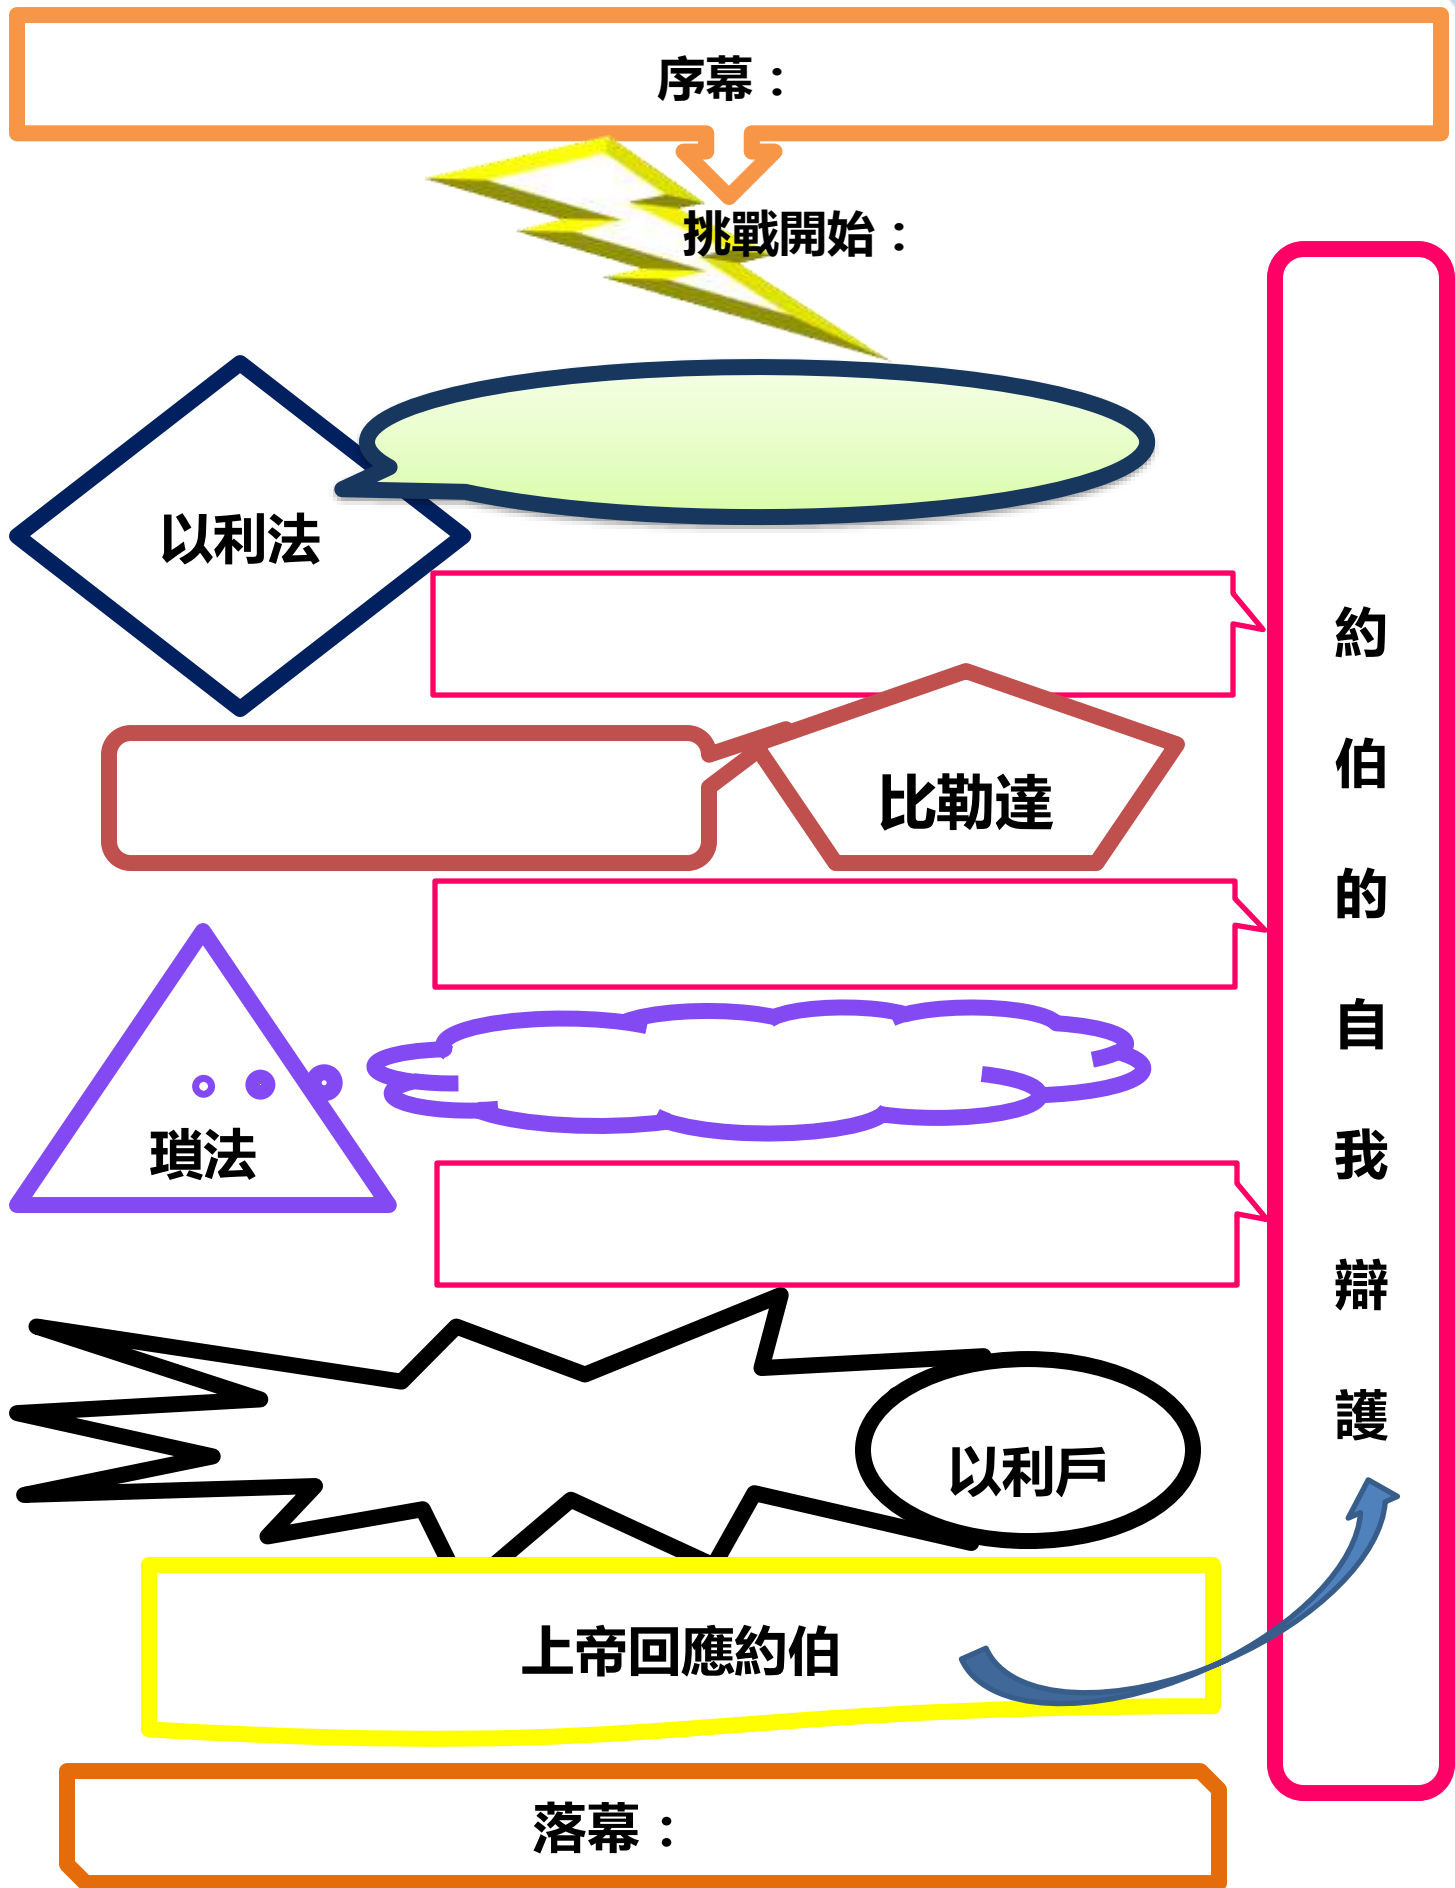 序幕：
挑戰開始：
以利法
比勒達
瑣法
以利戶
上帝回應約伯
落幕：
約伯的自我辯護